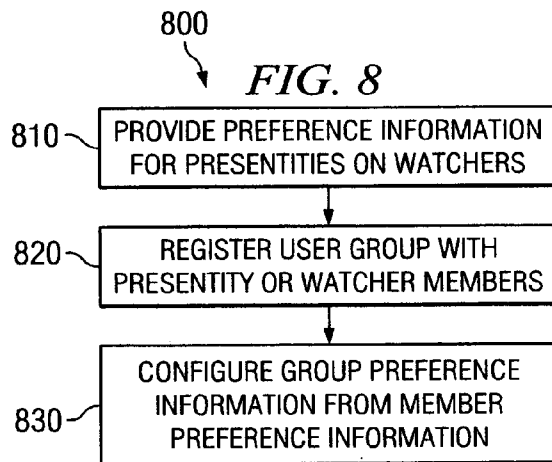 800
FIG. 8
810
PROVIDE PREFERENCE INFORMATION
FOR PRESENTITIES ON WATCHERS
820
REGISTER USER GROUP WITH
PRESENTITY OR WATCHER MEMBERS
830
CONFIGURE GROUP PREFERENCE
INFORMATION FROM MEMBER
PREFERENCE INFORMATION